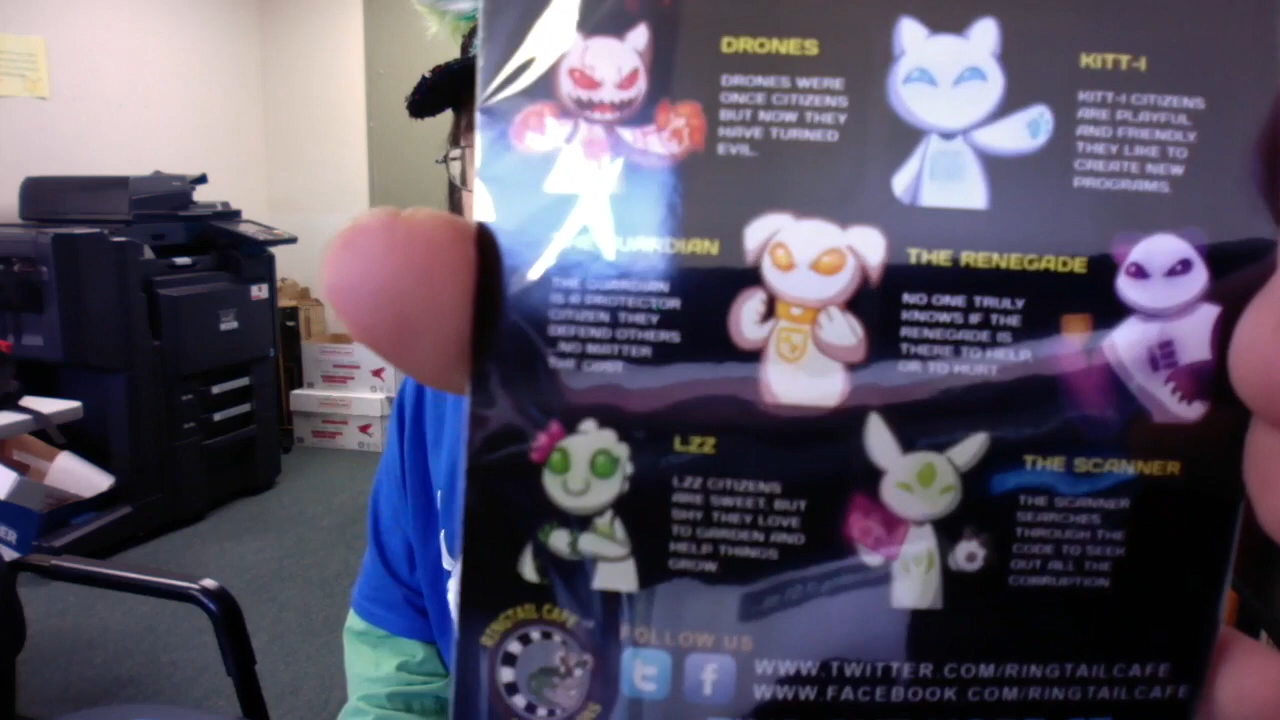 DRONES
DRONES WERE
ONCE CITIZENS
BUT NOW THEY
HAVE TURNED
EVIL.
KITT-I
KITT-I CITIZENS
ARE PLAYFUL
AND FRIENDLY.
THEY LIKE TO
CREATE NEW
PROGRAMS.
THE GUARDIAN
THE GUARDIAN
IS A PROTECTOR
CITIZEN. THEY
DEFEND OTHERS
NO MATTER
THE COST.
THE RENEGADE
NO ONE TRULY
KNOWS IF THE
RENEGADE IS
THERE TO HELP,
OR TO HURT.
LZZ
LZZ CITIZENS
ARE SWEET, BUT
SHY. THEY LOVE
TO GARDEN AND
HELP THINGS
GROW.
THE SCANNER
THE SCANNER
SEARCHES
THROUGH THE
CODE TO SEEK
OUT ALL THE
CORRUPTION.
RINGTAIL CAFE
FOLLOW US
WWW.TWITTER.COM/RINGTAILCAFE
WWW.FACEBOOK.COM/RINGTAILCAFE